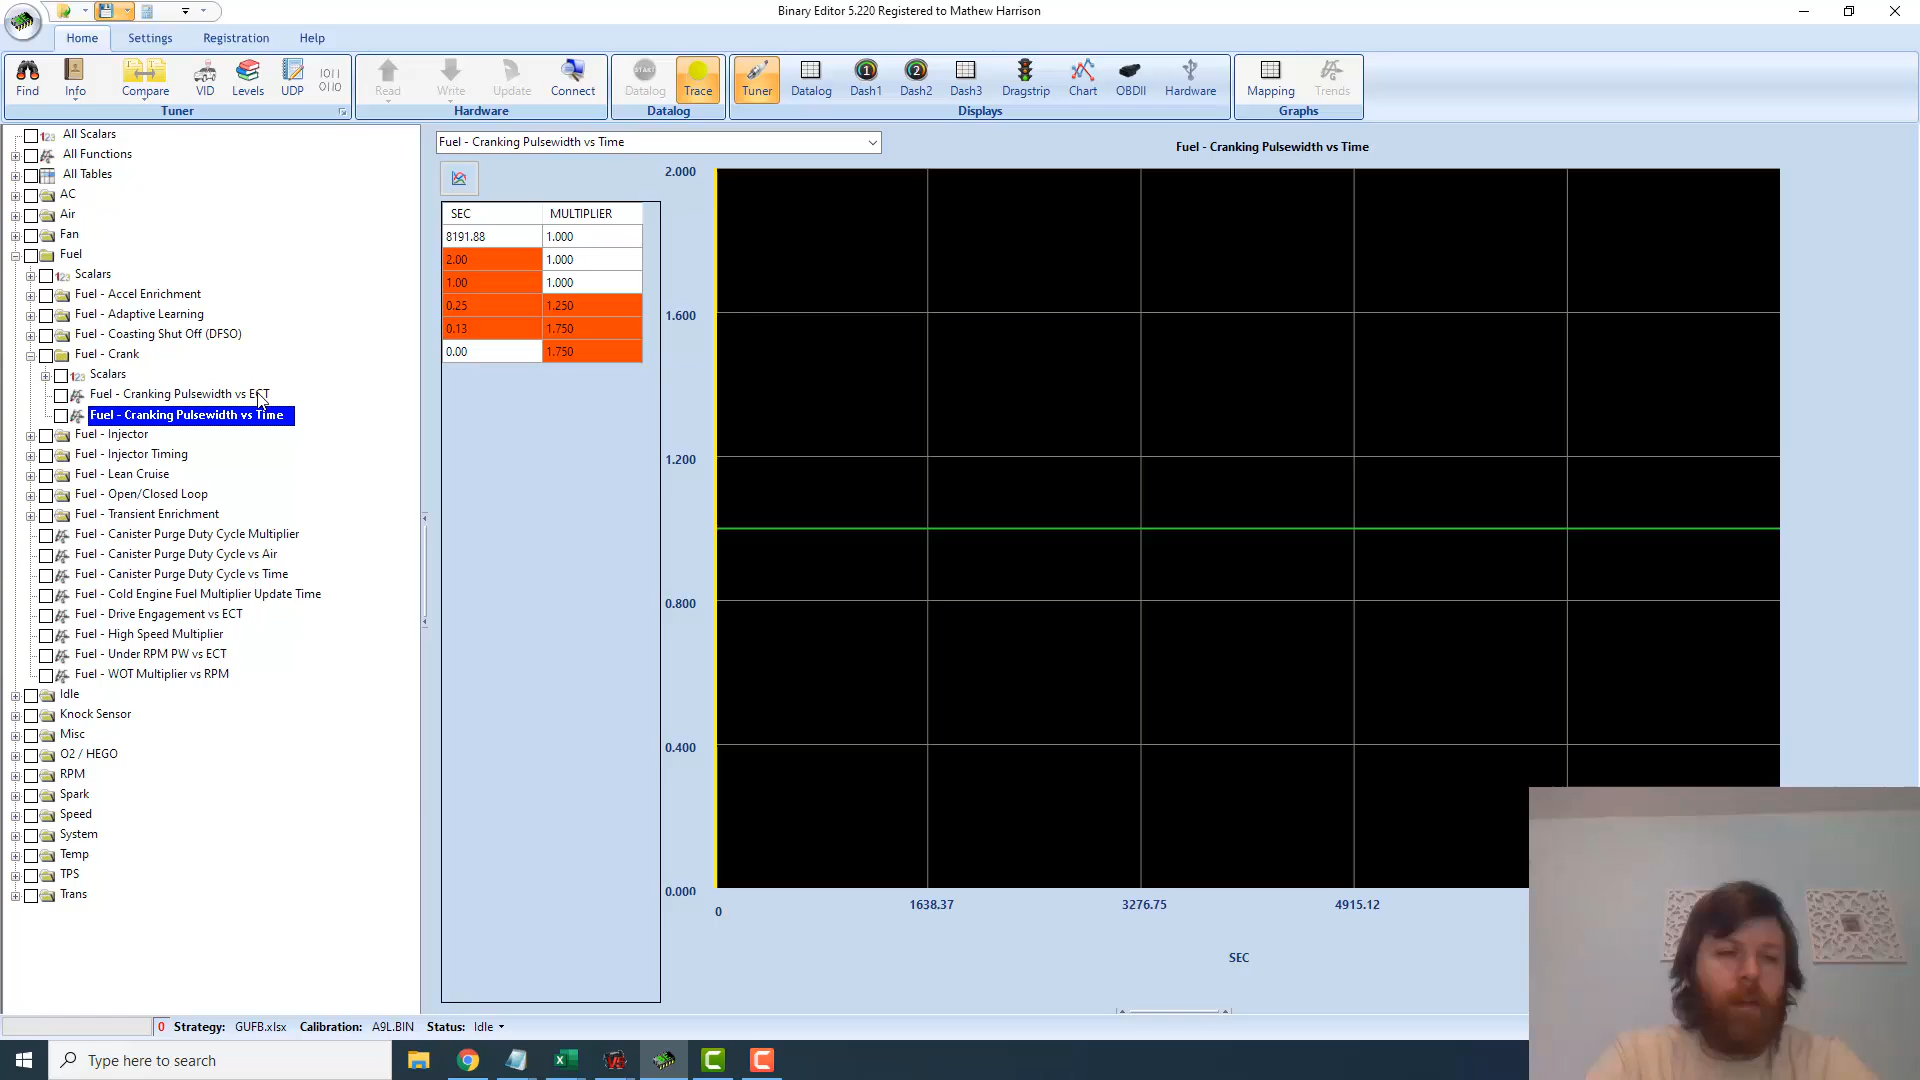 Binary Editor 5.220 Registered to Mathew Harrison
Home Settings Registration Help
Find Info Compare VID Levels UDP Read Write Update Connect START Datalog Trace Tuner Datalog Dash1 Dash2 Dash3 Dragstrip Chart OBDII Hardware Mapping Trends
Tuner Hardware Datalog Displays Graphs
All Scalars
All Functions
All Tables
AC
Air
Fan
Fuel
Scalars
Fuel - Accel Enrichment
Fuel - Adaptive Learning
Fuel - Coasting Shut Off (DFSO)
Fuel - Crank
Scalars
Fuel - Cranking Pulsewidth vs ECT
Fuel - Cranking Pulsewidth vs Time
Fuel - Injector
Fuel - Injector Timing
Fuel - Lean Cruise
Fuel - Open/Closed Loop
Fuel - Transient Enrichment
Fuel - Canister Purge Duty Cycle Multiplier
Fuel - Canister Purge Duty Cycle vs Air
Fuel - Canister Purge Duty Cycle vs Time
Fuel - Cold Engine Fuel Multiplier Update Time
Fuel - Drive Engagement vs ECT
Fuel - High Speed Multiplier
Fuel - Under RPM PW vs ECT
Fuel - WOT Multiplier vs RPM
Idle
Knock Sensor
Misc
O2 / HEGO
RPM
Spark
Speed
System
Temp
TPS
Trans
Fuel - Cranking Pulsewidth vs Time
SEC MULTIPLIER
8191.88 1.000
2.00 1.000
1.00 1.000
0.25 1.250
0.13 1.750
0.00 1.750
Fuel - Cranking Pulsewidth vs Time
2.000
1.600
1.200
0.800
0.400
0.000
0 1638.37 3276.75 4915.12
SEC
0 Strategy: GUFB.xlsx Calibration: A9L.BIN Status: Idle
Type here to search